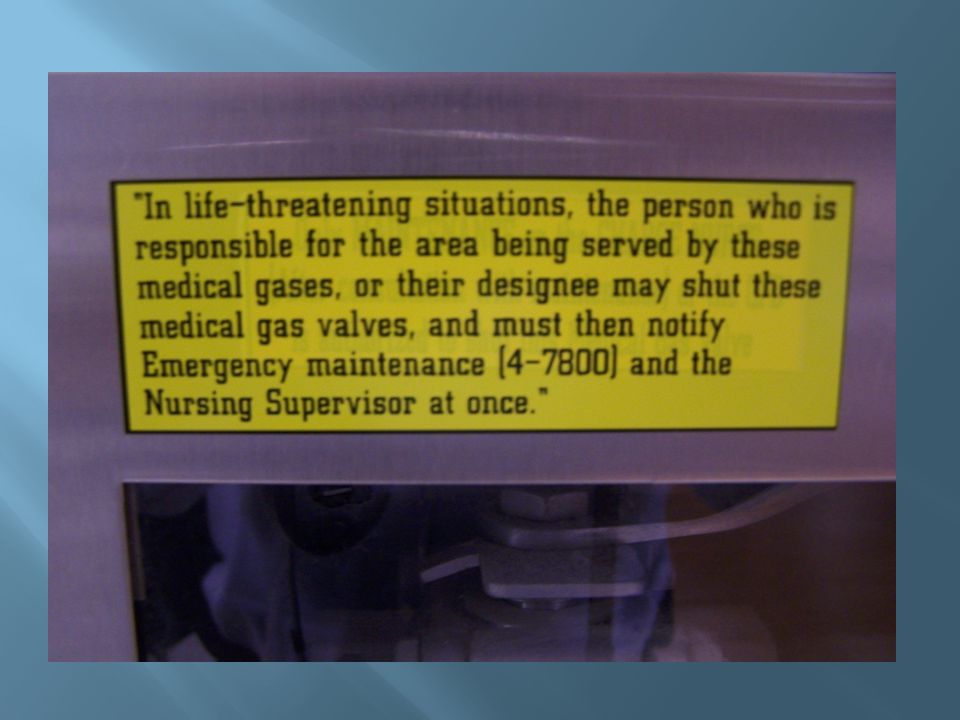 "In life-threatening situations, the person who is
responsible for the area being served by these
medical gases, or their designee may shut these
medical gas valves, and must then notify
Emergency maintenance (4-7800) and the
Nursing Supervisor at once."